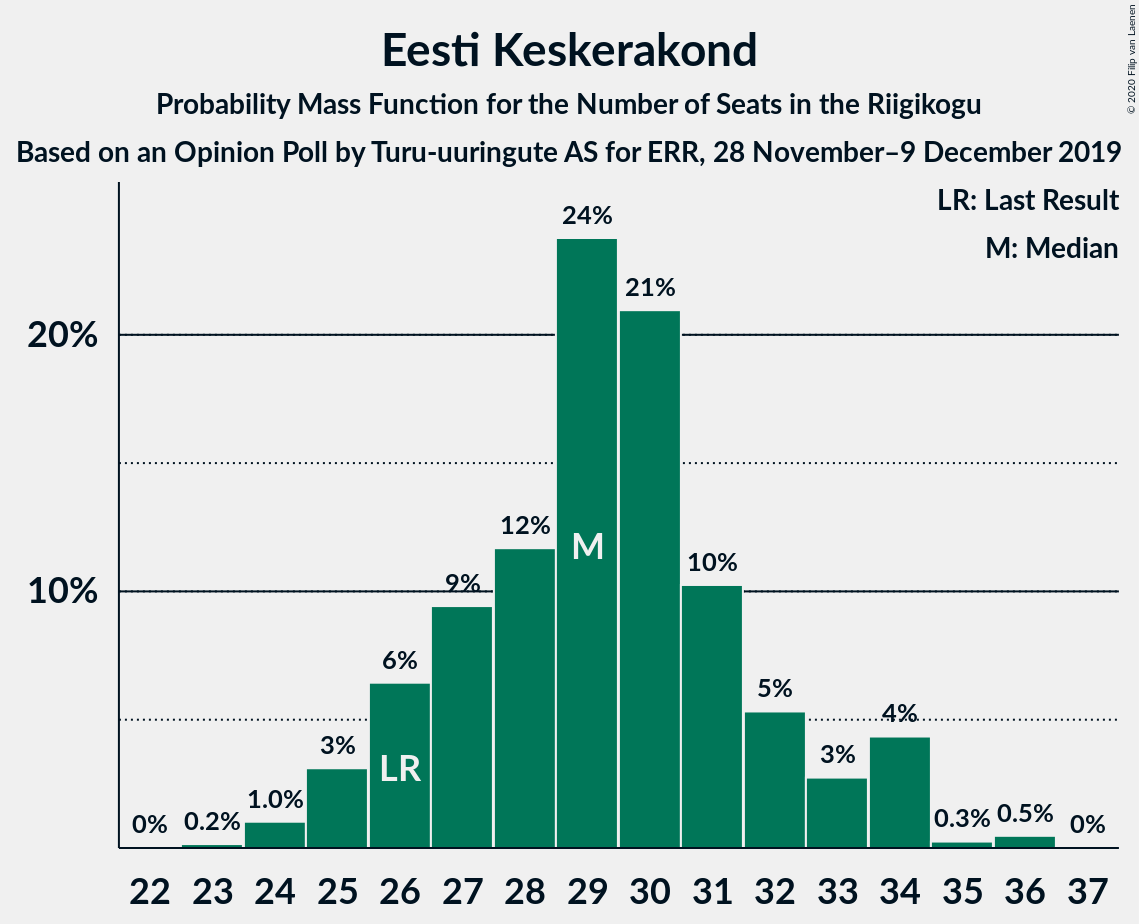 © 2020 Filip van Laenen
Eesti Keskerakond
Probability Mass Function for the Number of Seats in the Riigikogu
Based on an Opinion Poll by Turu-uuringute AS for ERR, 28 November–9 December 2019
LR: Last Result
M: Median
20%
10%
0%
0.2%
1.0%
3%
6%
9%
12%
24%
21%
10%
5%
3%
4%
0.3%
0.5%
0%
LR
M
22 23 24 25 26 27 28 29 30 31 32 33 34 35 36 37